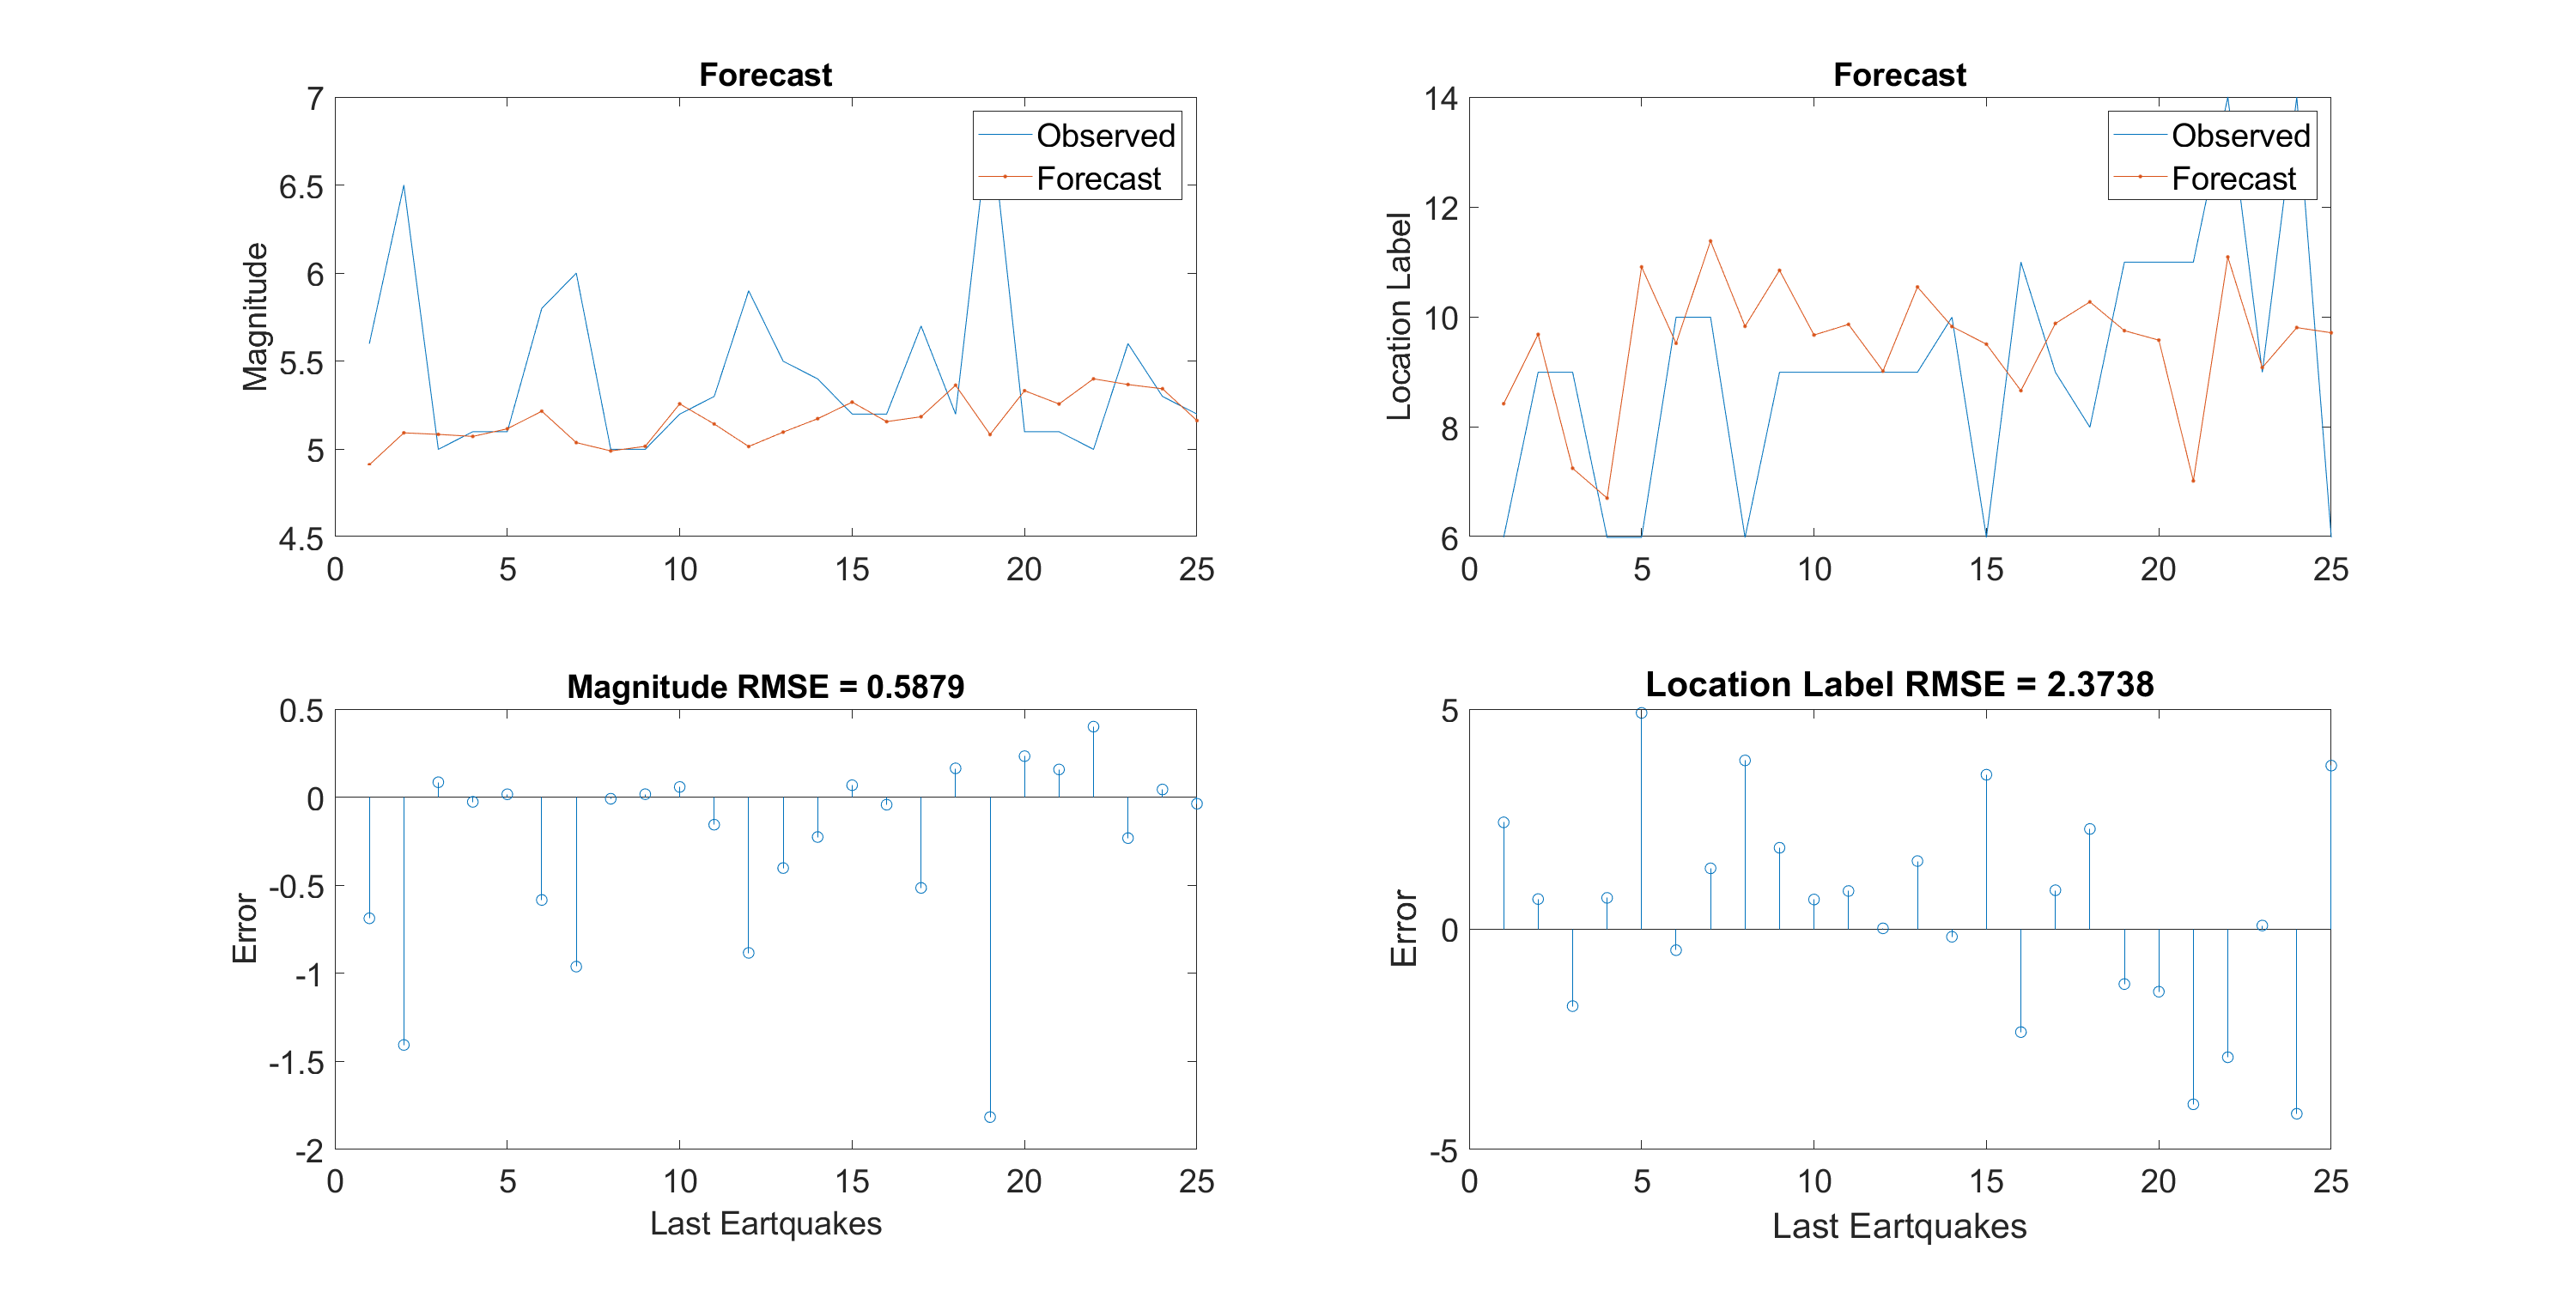 Forecast
7
6.5
6
5.5
5
4.5
Magnitude
Observed
Forecast
0 5 10 15 20 25
Forecast
14
12
10
8
6
Location Label
Observed
Forecast
0 5 10 15 20 25
Magnitude RMSE = 0.5879
0.5
0
-0.5
-1
-1.5
-2
Error
0 5 10 15 20 25
Last Eartquakes
Location Label RMSE = 2.3738
5
0
-5
Error
0 5 10 15 20 25
Last Eartquakes